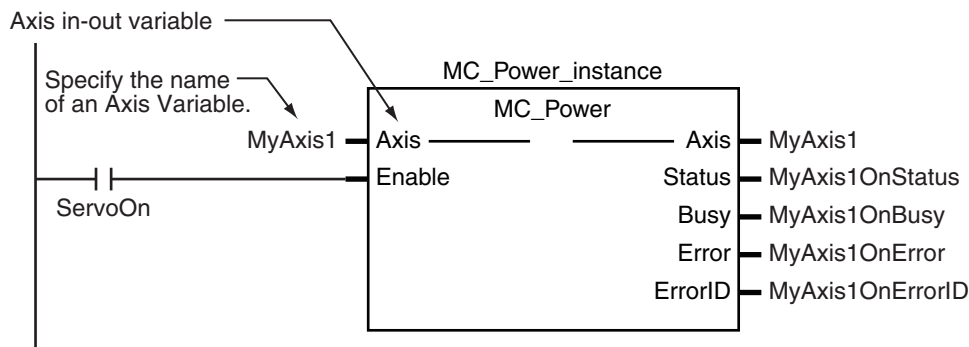 Axis in-out variable
Specify the name
of an Axis Variable.
MC_Power_instance
MC_Power
MyAxis1 Axis Axis MyAxis1
Enable Status MyAxis1OnStatus
ServoOn
Busy MyAxis1OnBusy
Error MyAxis1OnError
ErrorID MyAxis1OnErrorID